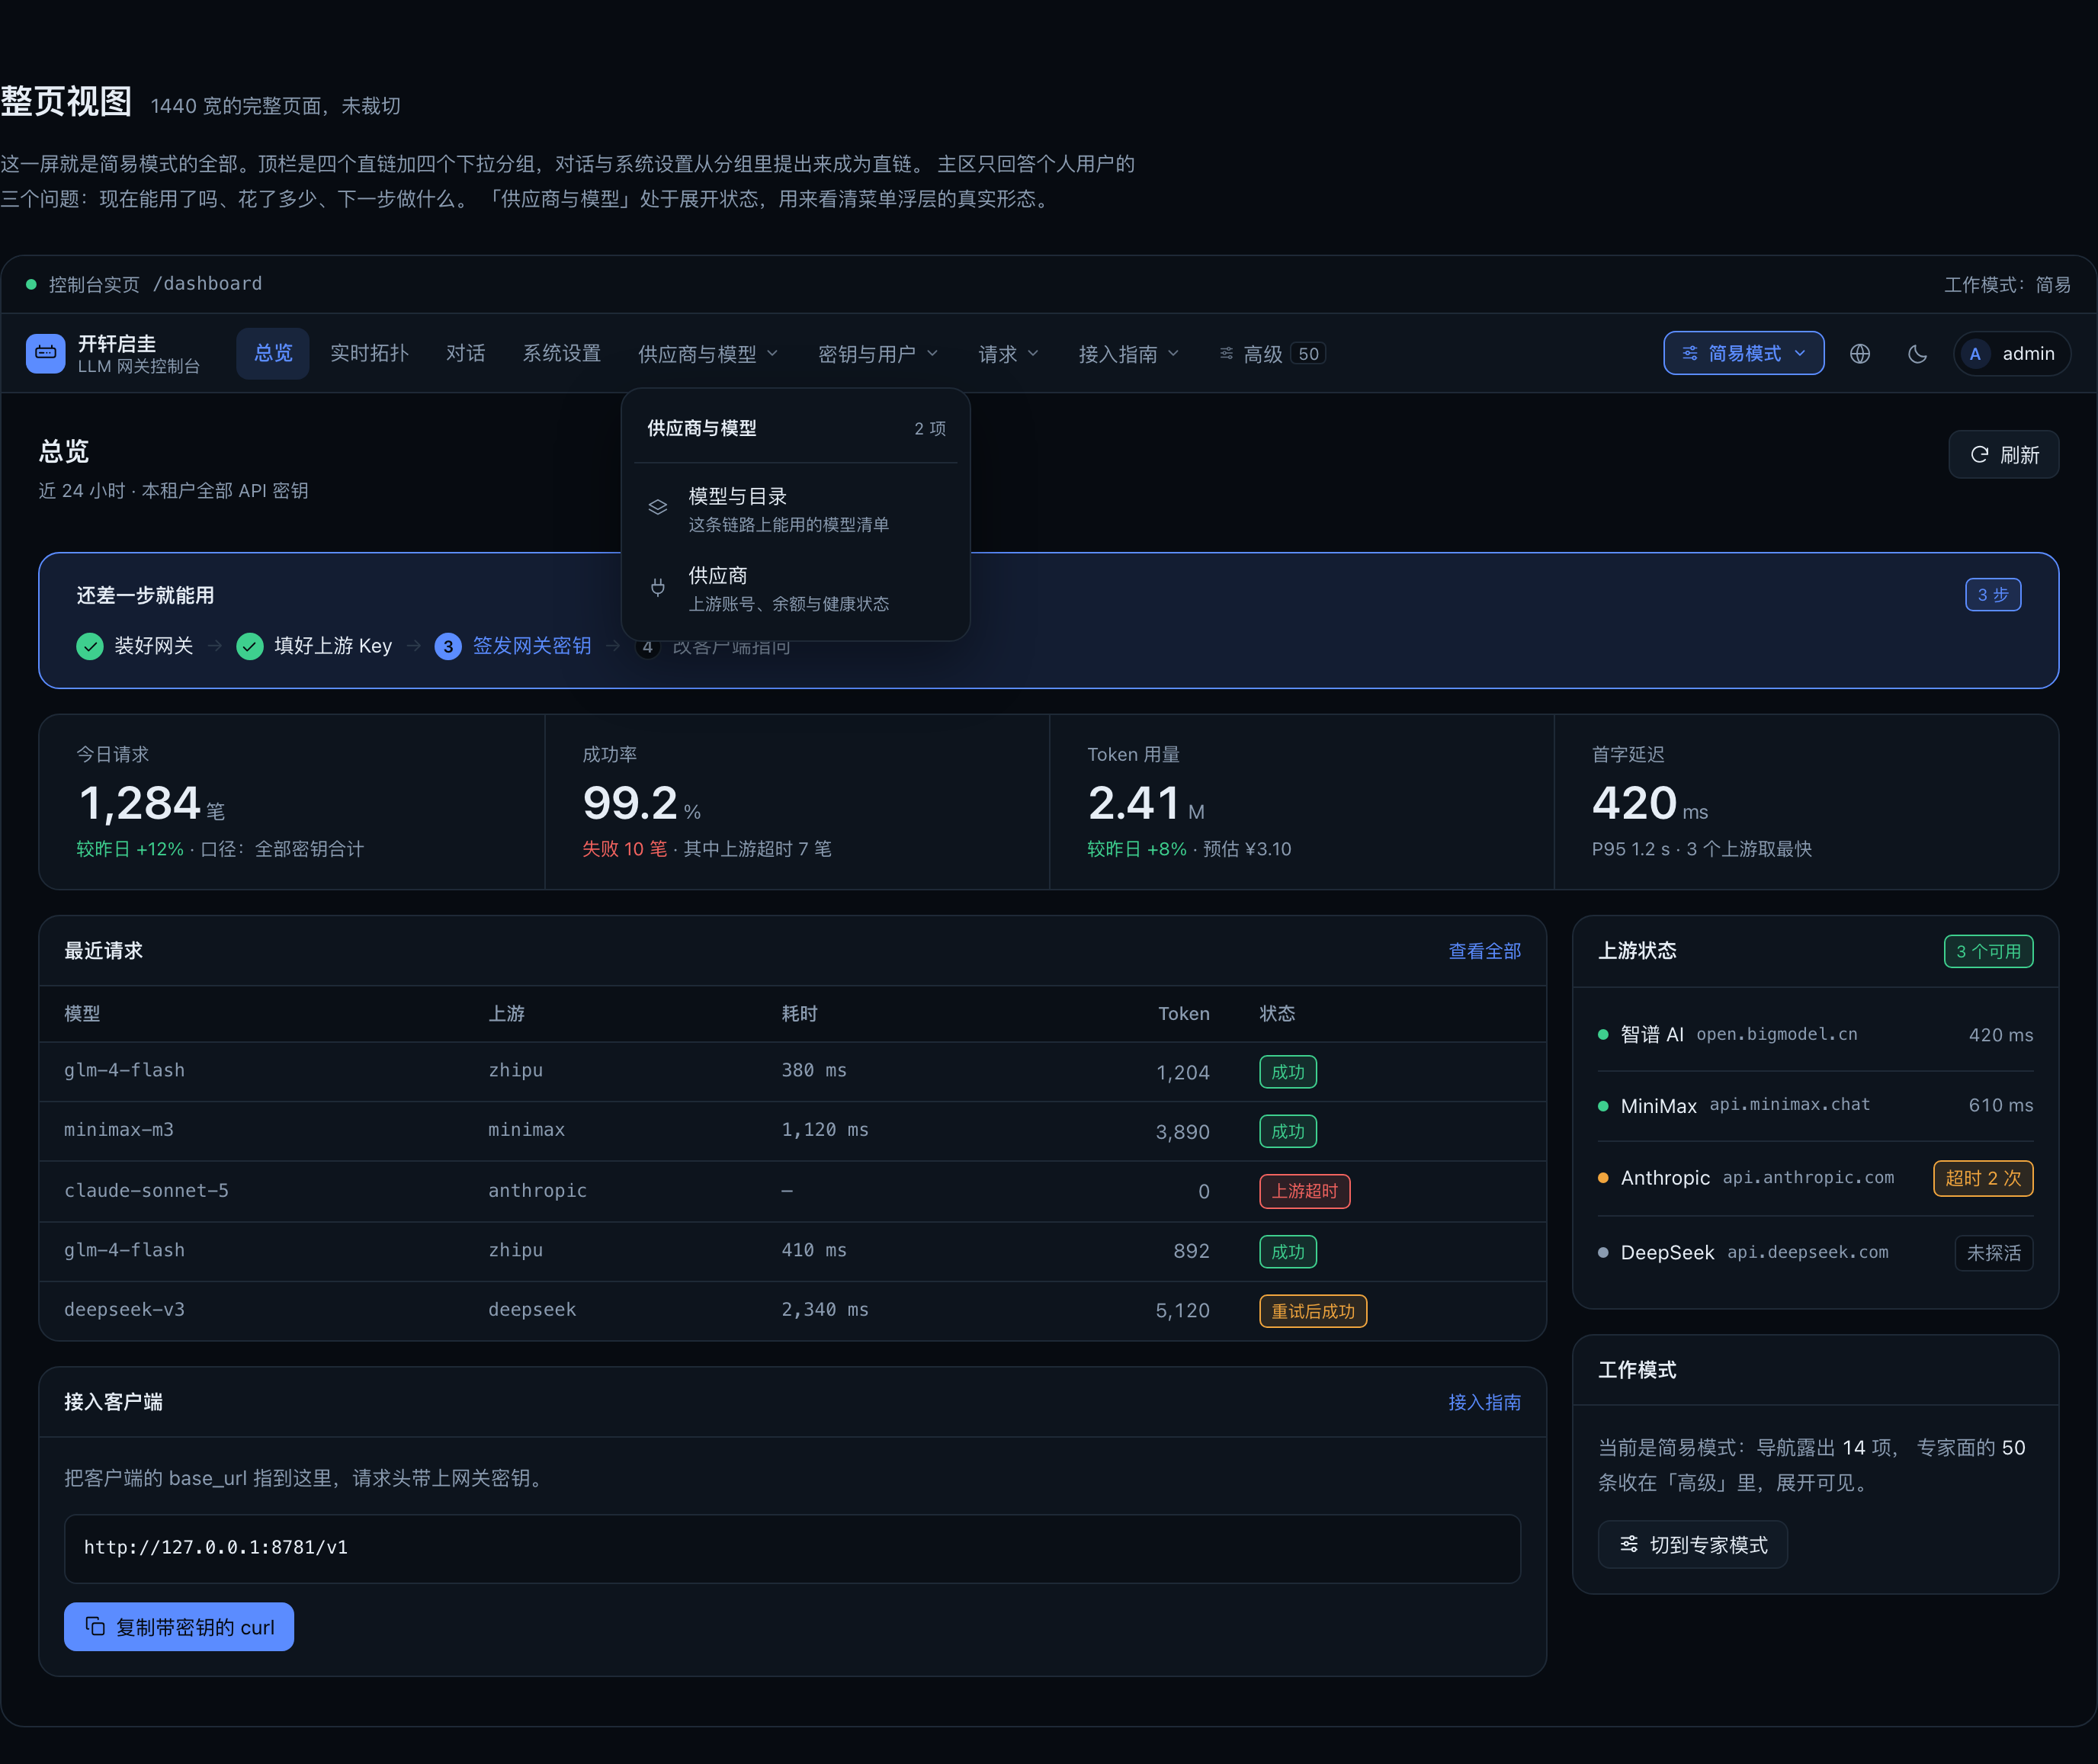 整页视图 1440 宽的完整页面，未裁切
这一屏就是简易模式的全部。顶栏是四个直链加四个下拉分组，对话与系统设置从分组里提出来成为直链。 主区只回答个人用户的
三个问题：现在能用了吗、花了多少、下一步做什么。 「供应商与模型」处于展开状态，用来看清菜单浮层的真实形态。
控制台实页 /dashboard 工作模式：简易
开轩启圭
LLM 网关控制台
总览 实时拓扑 对话 系统设置 供应商与模型 密钥与用户 请求 接入指南 高级 50
简易模式 A admin
供应商与模型 2 项
模型与目录
这条链路上能用的模型清单
供应商
上游账号、余额与健康状态
总览
近 24 小时 · 本租户全部 API 密钥
刷新
还差一步就能用 3 步
装好网关 → 填好上游 Key → 3 签发网关密钥 → 4 改客户端指向
今日请求
1,284 笔
较昨日 +12% · 口径：全部密钥合计
成功率
99.2 %
失败 10 笔 · 其中上游超时 7 笔
Token 用量
2.41 M
较昨日 +8% · 预估 ¥3.10
首字延迟
420 ms
P95 1.2 s · 3 个上游取最快
最近请求 查看全部
模型 上游 耗时 Token 状态
glm-4-flash zhipu 380 ms 1,204 成功
minimax-m3 minimax 1,120 ms 3,890 成功
claude-sonnet-5 anthropic — 0 上游超时
glm-4-flash zhipu 410 ms 892 成功
deepseek-v3 deepseek 2,340 ms 5,120 重试后成功
上游状态 3 个可用
智谱 AI open.bigmodel.cn 420 ms
MiniMax api.minimax.chat 610 ms
Anthropic api.anthropic.com 超时 2 次
DeepSeek api.deepseek.com 未探活
接入客户端 接入指南
把客户端的 base_url 指到这里，请求头带上网关密钥。
http://127.0.0.1:8781/v1
复制带密钥的 curl
工作模式
当前是简易模式：导航露出 14 项， 专家面的 50
条收在「高级」里，展开可见。
切到专家模式